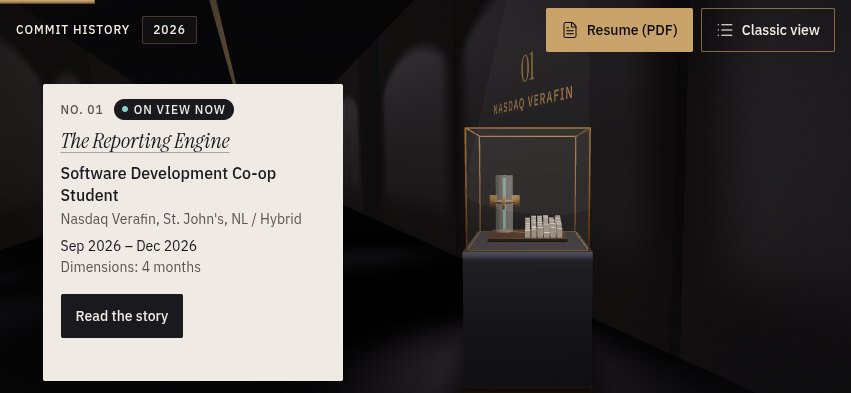 COMMIT HISTORY 2026
Resume (PDF) Classic view
NO. 01 ON VIEW NOW
The Reporting Engine
Software Development Co-op
Student
Nasdaq Verafin, St. John's, NL / Hybrid
Sep 2026 – Dec 2026
Dimensions: 4 months
Read the story
01
NASDAQ VERAFIN